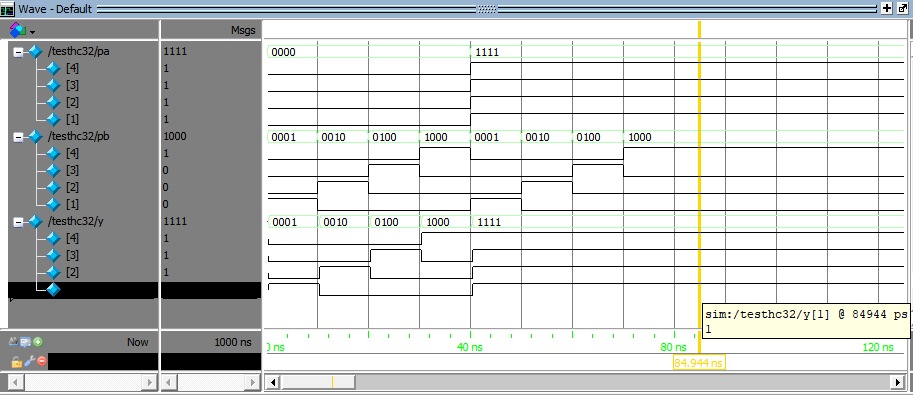 Wave - Default
Msgs
/testhc32/pa 1111 0000 1111
[4] 1
[3] 1
[2] 1
[1] 1
/testhc32/pb 1000 0001 0010 0100 1000 0001 0010 0100 1000
[4] 1
[3] 0
[2] 0
[1] 0
/testhc32/y 1111 0001 0010 0100 1000 1111
[4] 1
[3] 1
[2] 1
sim:/testhc32/y[1] @ 84944 ps
1
Now 1000 ns 0 ns 40 ns 80 ns 120 ns
84.944 ns